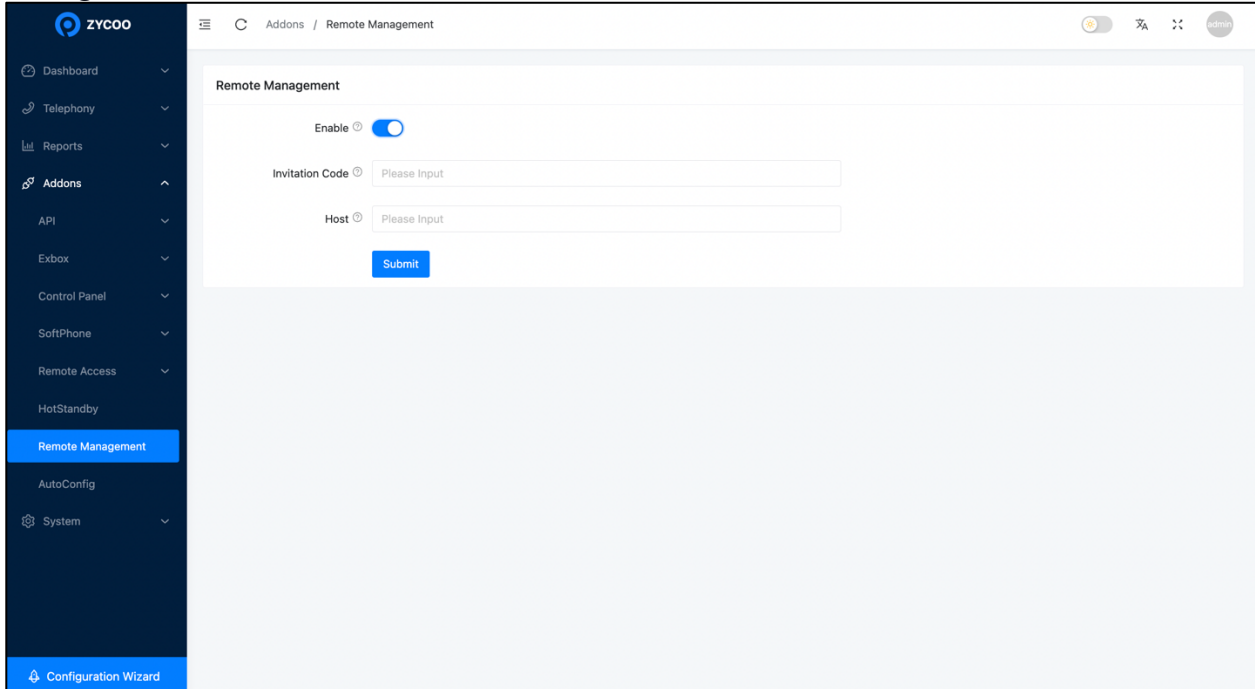 ZYCOO
Addons / Remote Management
admin
Dashboard
Telephony
Reports
Addons
API
Exbox
Control Panel
SoftPhone
Remote Access
HotStandby
Remote Management
AutoConfig
System
Configuration Wizard
Remote Management
Enable
Invitation Code Please Input
Host Please Input
Submit